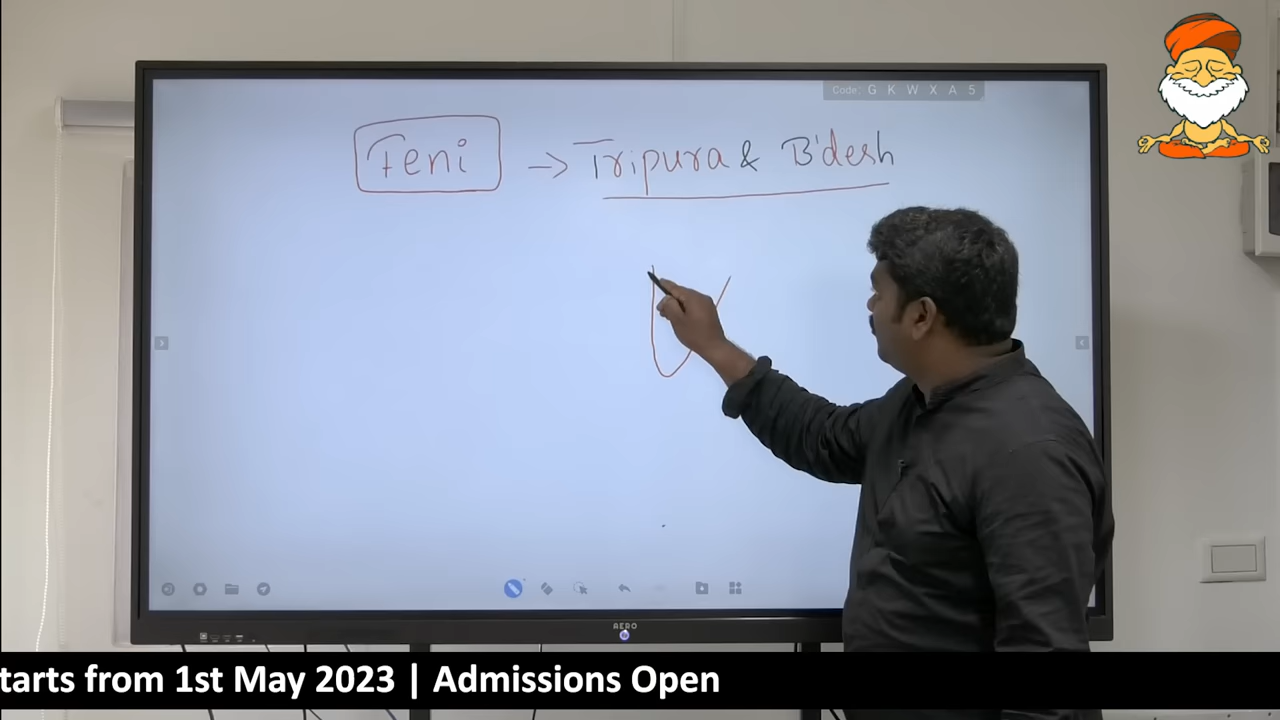 Code: G K W X A 5
Feni → Tripura & B'desh
AERO
tarts from 1st May 2023 | Admissions Open